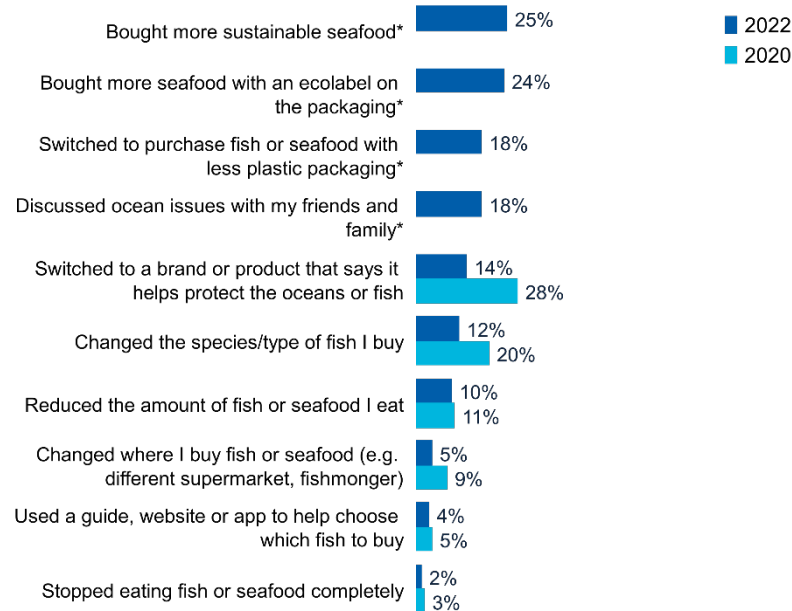 Bought more sustainable seafood*
25%
2022
2020
Bought more seafood with an ecolabel on
the packaging*
24%
Switched to purchase fish or seafood with
less plastic packaging*
18%
Discussed ocean issues with my friends and
family*
18%
Switched to a brand or product that says it
helps protect the oceans or fish
14%
28%
Changed the species/type of fish I buy
12%
20%
Reduced the amount of fish or seafood I eat
10%
11%
Changed where I buy fish or seafood (e.g.
different supermarket, fishmonger)
5%
9%
Used a guide, website or app to help choose
which fish to buy
4%
5%
Stopped eating fish or seafood completely
2%
3%